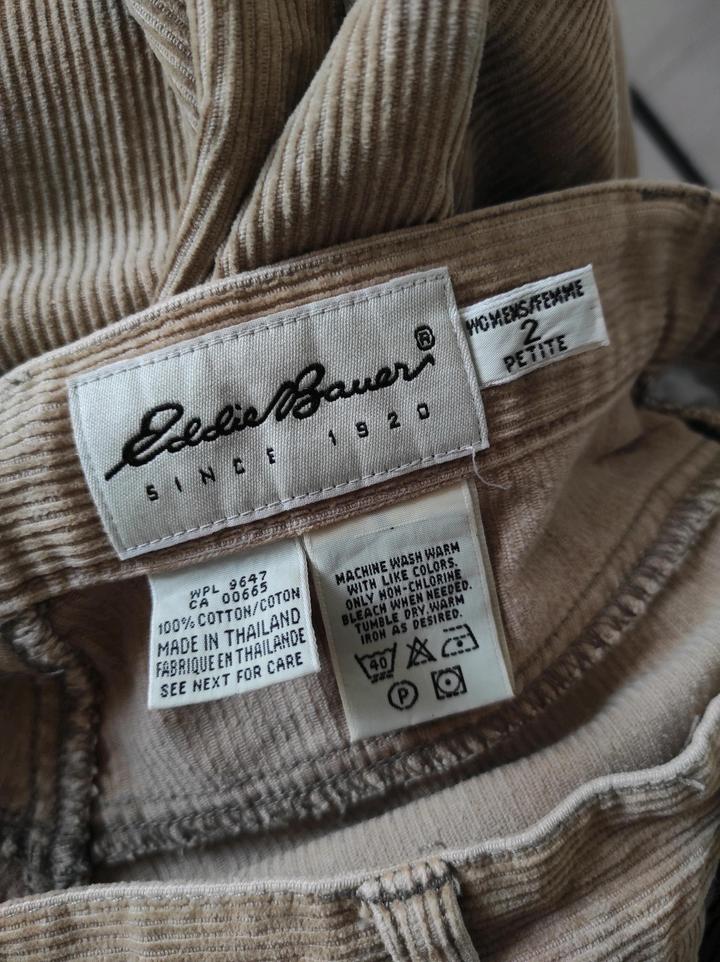 Eddie Bauer®
SINCE 1920
WOMENS/FEMME
2
PETITE
WPL 9647
CA 00665
100% COTTON/COTON
MADE IN THAILAND
FABRIQUE EN THAILANDE
SEE NEXT FOR CARE
MACHINE WASH WARM
WITH LIKE COLORS.
ONLY NON-CHLORINE
BLEACH WHEN NEEDED.
TUMBLE DRY WARM
IRON AS DESIRED.
40
P